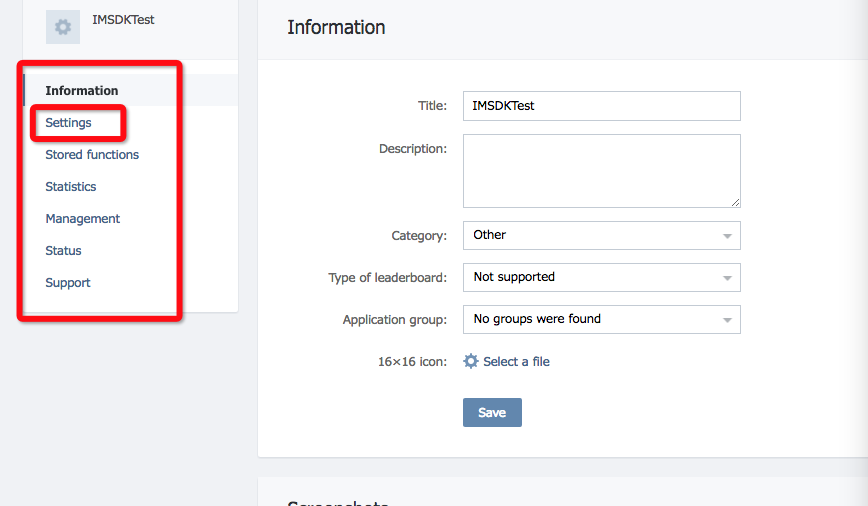 IMSDKTest
Information
Settings
Stored functions
Statistics
Management
Status
Support
Information
Title: IMSDKTest
Description:
Category: Other
Type of leaderboard: Not supported
Application group: No groups were found
16×16 icon: Select a file
Save
Screenshots